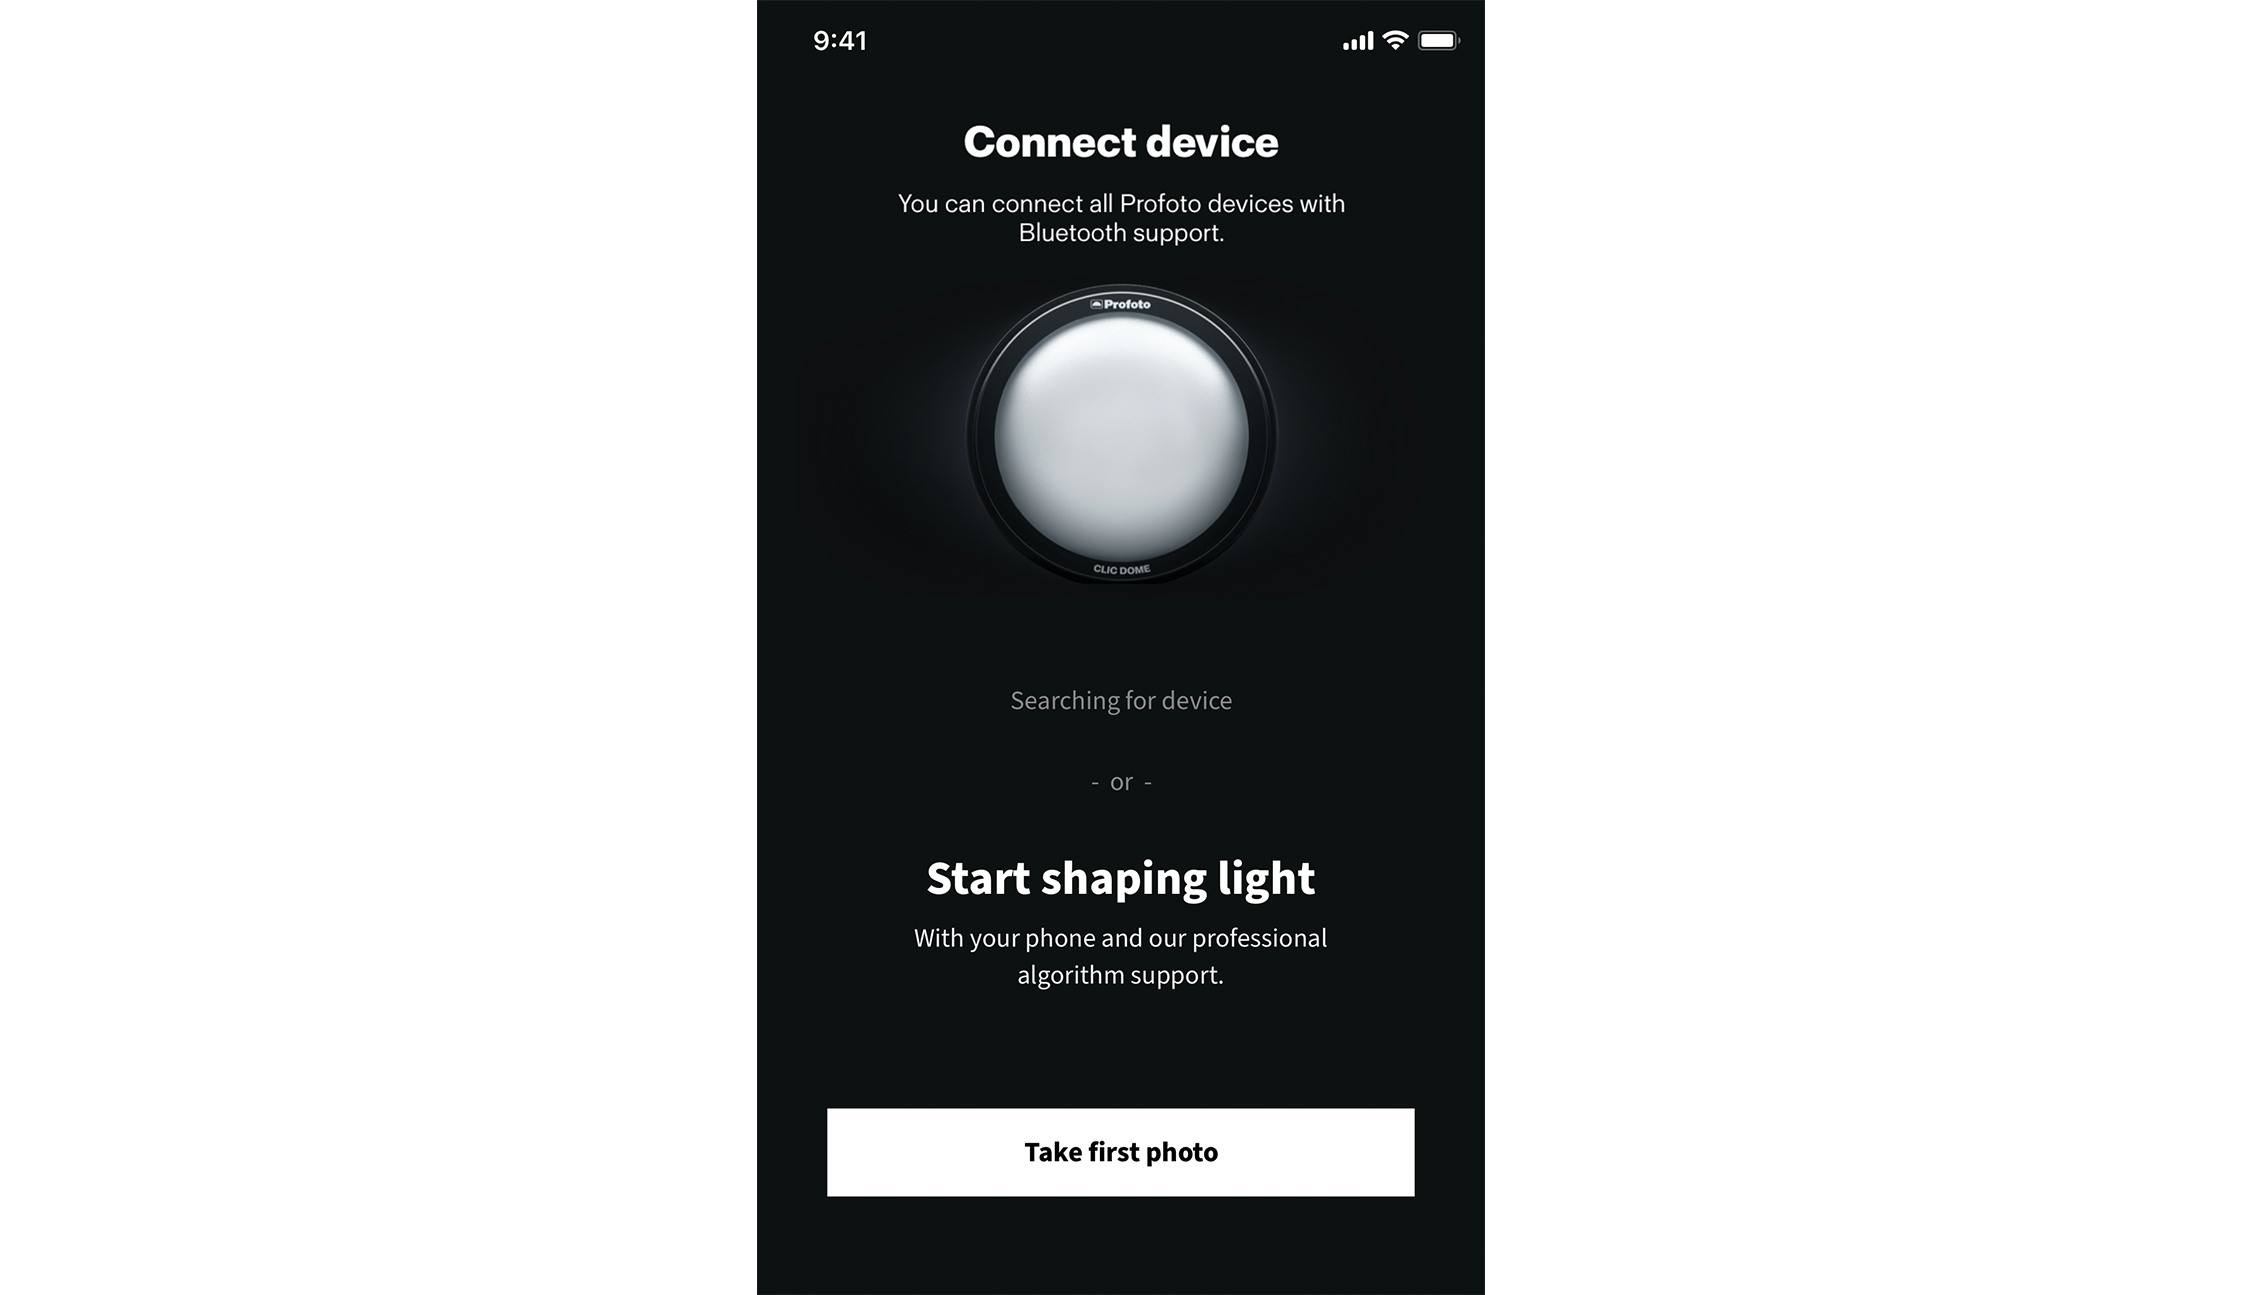 9:41
Connect device
You can connect all Profoto devices with
Bluetooth support.
Profoto
CLIC DOME
Searching for device
- or -
Start shaping light
With your phone and our professional
algorithm support.
Take first photo